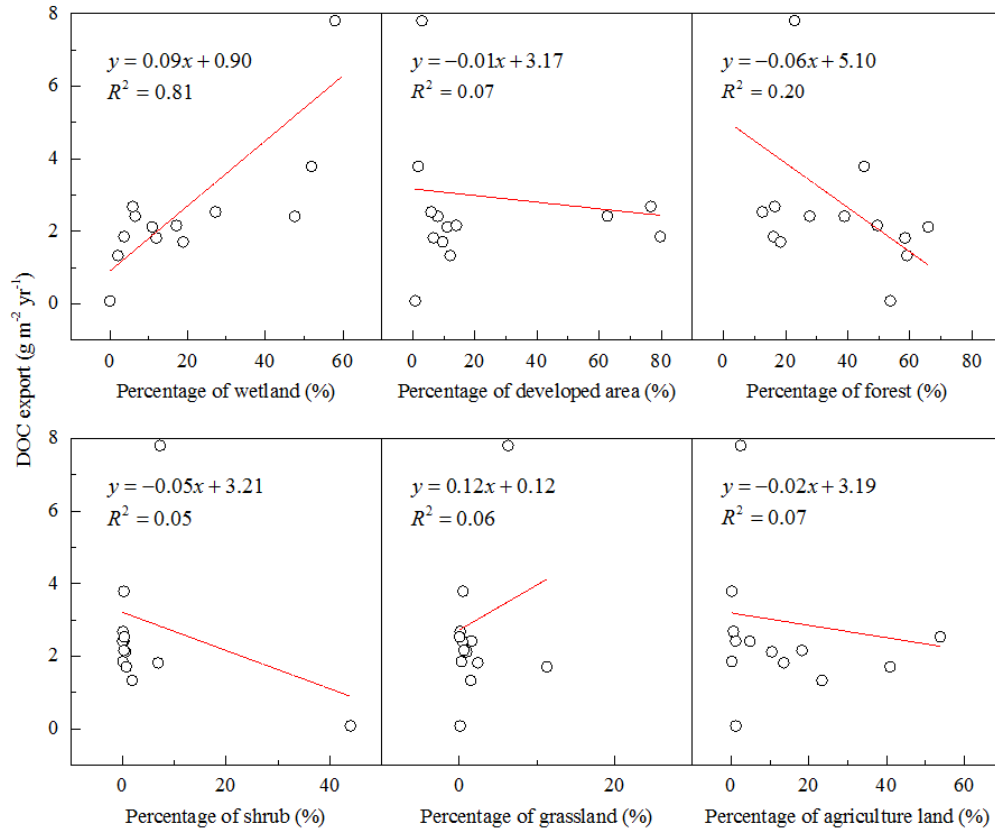 DOC export (g m⁻² yr⁻¹)
8
6
4
2
0
y = 0.09x + 0.90
R² = 0.81
y = −0.01x + 3.17
R² = 0.07
y = −0.06x + 5.10
R² = 0.20
0 20 40 60
0 20 40 60 80
0 20 40 60 80
Percentage of wetland (%)
Percentage of developed area (%)
Percentage of forest (%)
8
6
4
2
0
y = −0.05x + 3.21
R² = 0.05
y = 0.12x + 0.12
R² = 0.06
y = −0.02x + 3.19
R² = 0.07
0 20 40
0 20
0 20 40 60
Percentage of shrub (%)
Percentage of grassland (%)
Percentage of agriculture land (%)